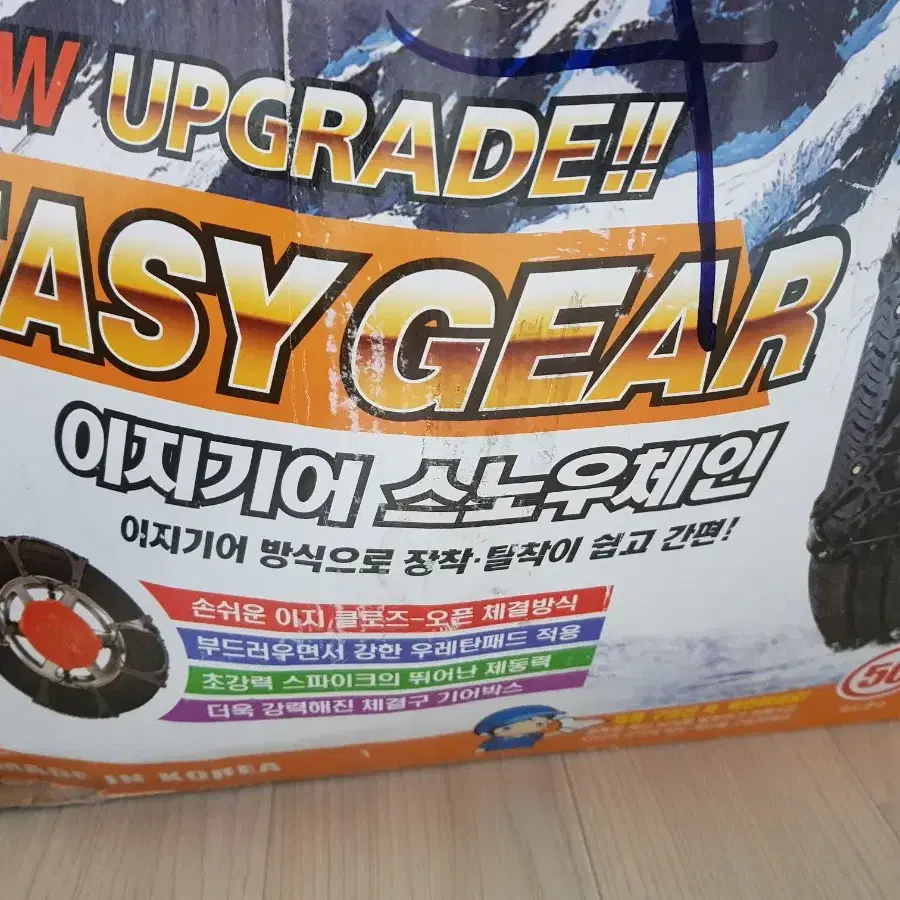 W UPGRADE!!
EASY GEAR
이지기어 스노우체인
이지기어 방식으로 장착·탈착이 쉽고 간편!
손쉬운 이지 클로즈-오픈 체결방식
부드러우면서 강한 우레탄패드 적용
초강력 스파이크의 뛰어난 제동력
더욱 강력해진 체결구 기어박스
MADE IN KOREA